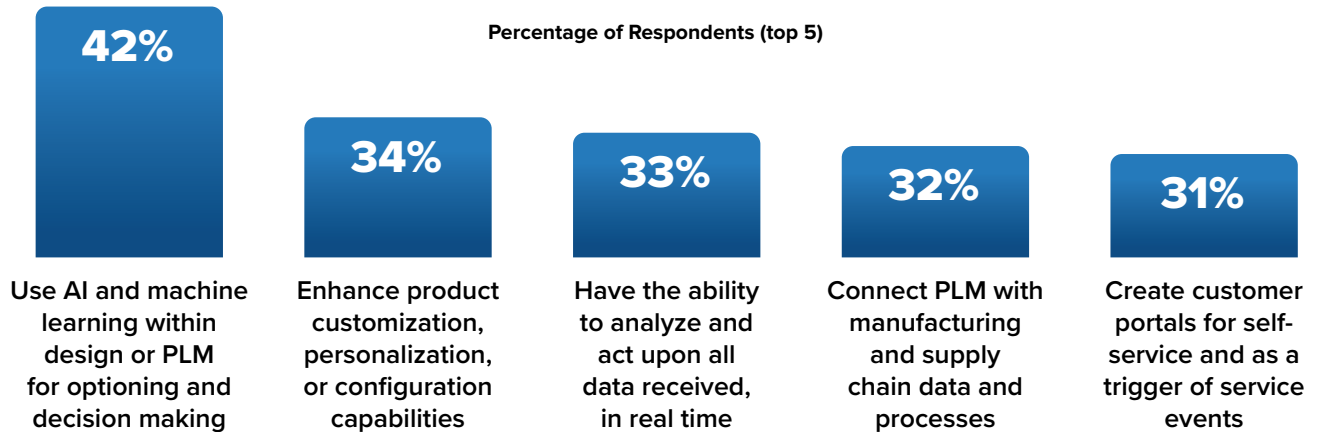 Percentage of Respondents (top 5)
42%
34%
33%
32%
31%
Use AI and machine
learning within
design or PLM
for optioning and
decision making
Enhance product
customization,
personalization,
or configuration
capabilities
Have the ability
to analyze and
act upon all
data received,
in real time
Connect PLM with
manufacturing
and supply
chain data and
processes
Create customer
portals for self-
service and as a
trigger of service
events